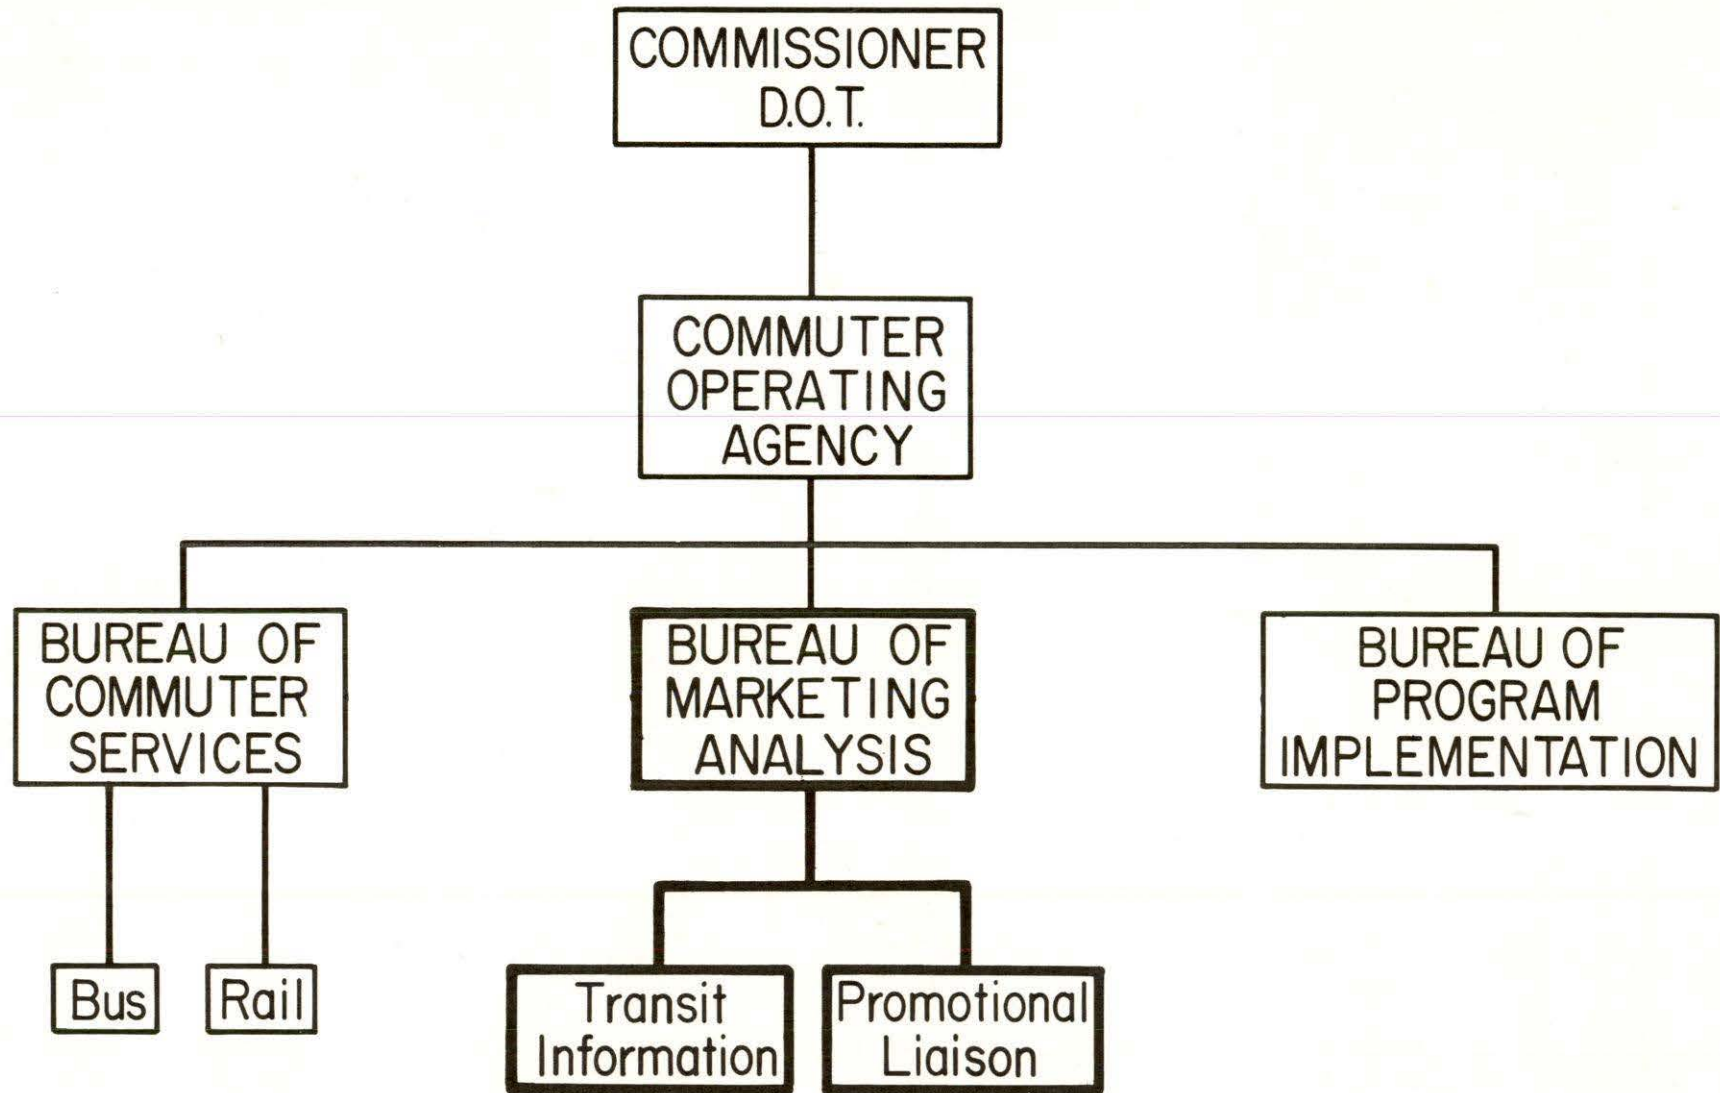 COMMISSIONER
D.O.T.
COMMUTER
OPERATING
AGENCY
BUREAU OF
COMMUTER
SERVICES
BUREAU OF
MARKETING
ANALYSIS
BUREAU OF
PROGRAM
IMPLEMENTATION
Bus
Rail
Transit
Information
Promotional
Liaison